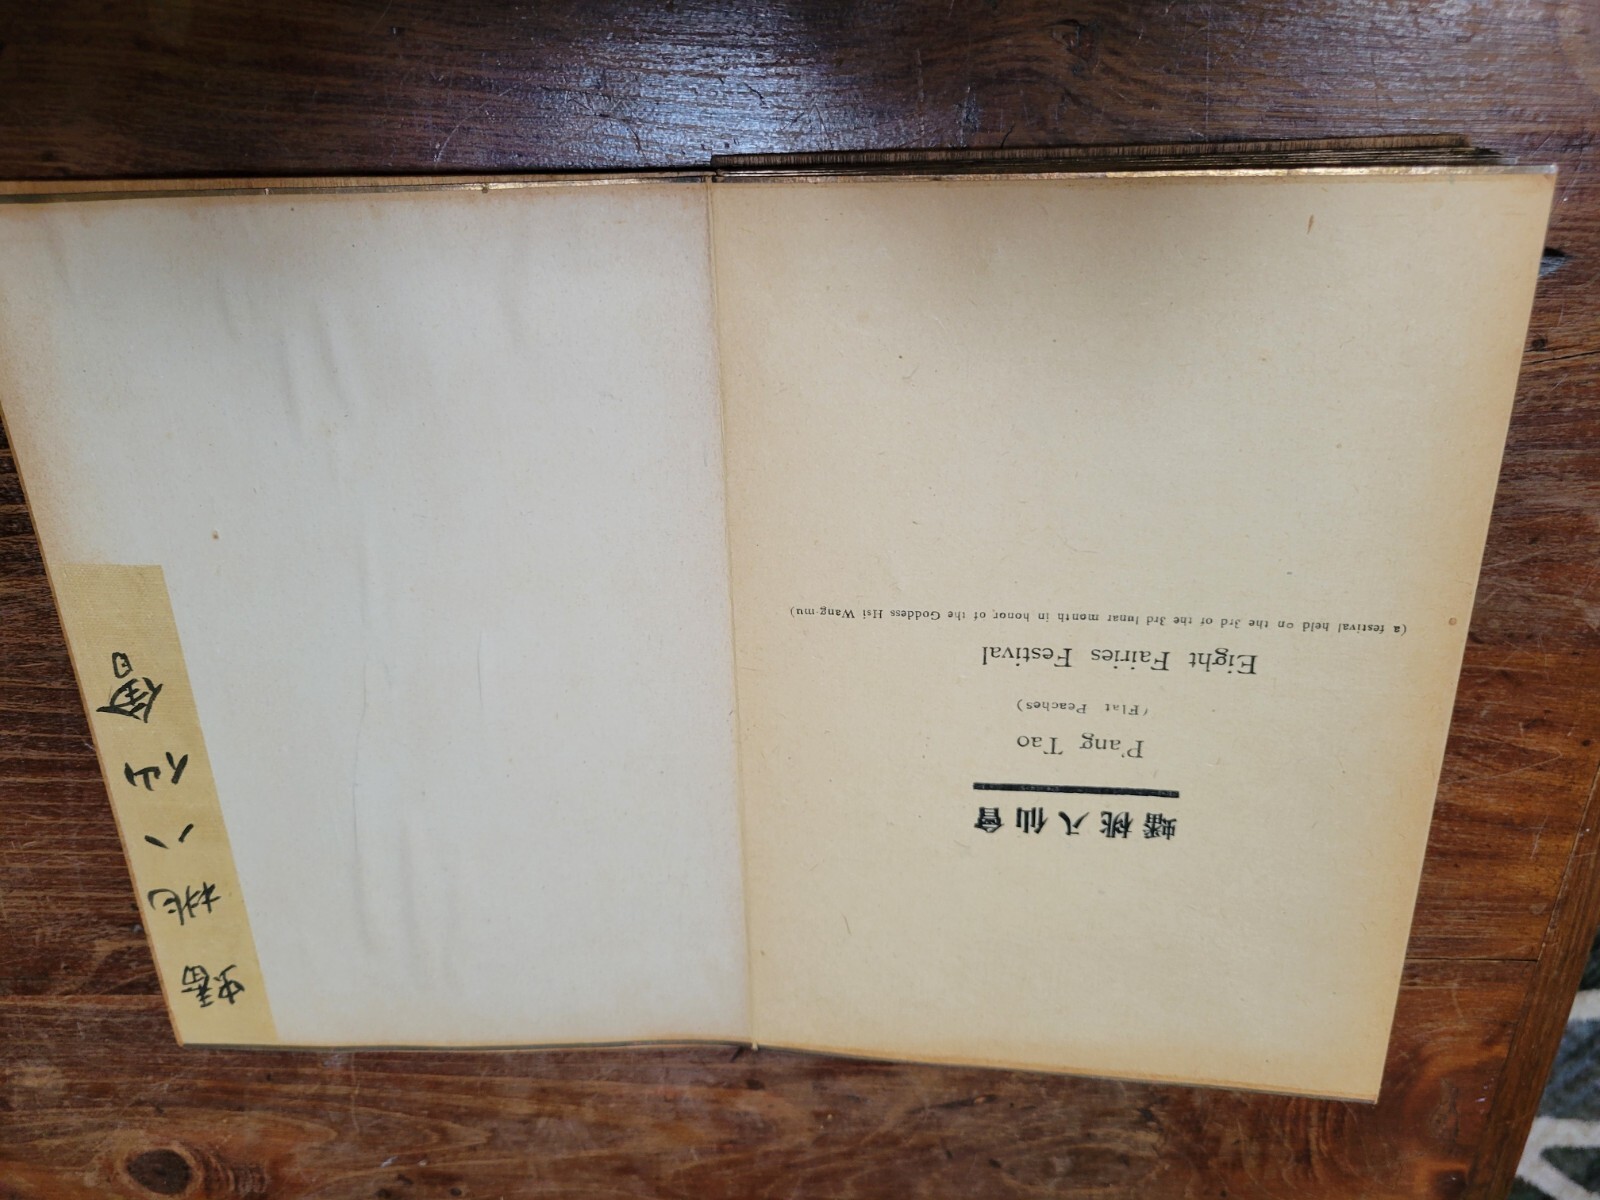 蟠桃八仙會
P'ang Tao
(Flat Peaches)
Eight Fairies Festival
(a festival held on the 3rd of the 3rd lunar month in honor, of the Goddess Hsi Wang-mu)
蟠桃八仙會